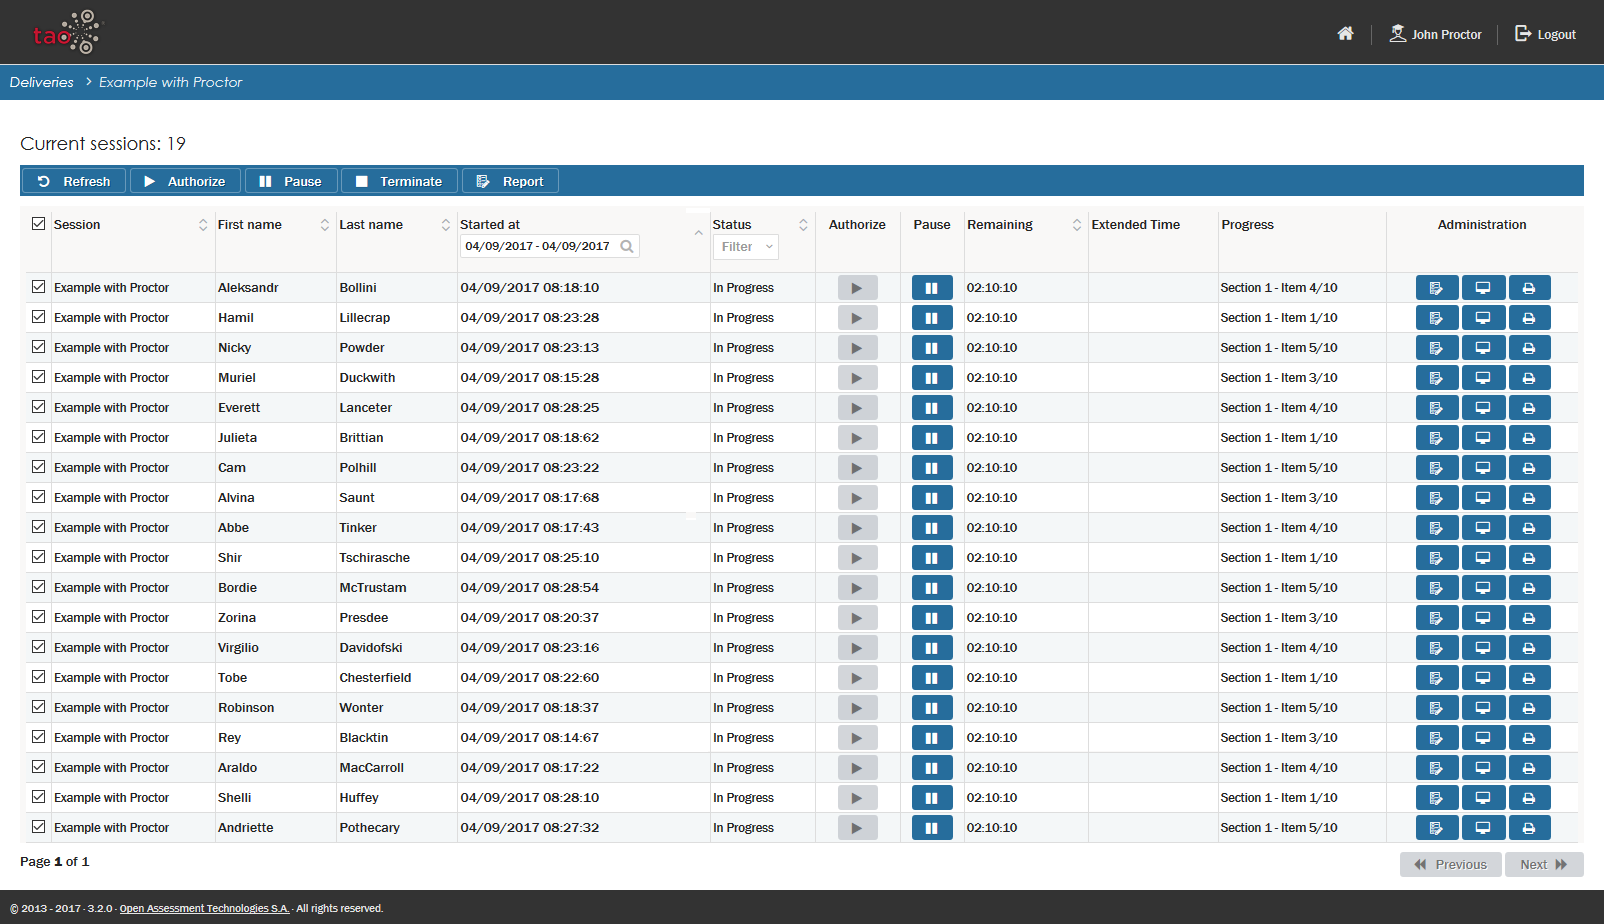 tao
John Proctor
Logout
Deliveries > Example with Proctor
Current sessions: 19
Refresh Authorize Pause Terminate Report
Session First name Last name Started at Status Authorize Pause Remaining Extended Time Progress Administration
04/09/2017 - 04/09/2017 Filter
Example with Proctor Aleksandr Bollini 04/09/2017 08:18:10 In Progress 02:10:10 Section 1 - Item 4/10
Example with Proctor Hamil Lillecrap 04/09/2017 08:23:28 In Progress 02:10:10 Section 1 - Item 1/10
Example with Proctor Nicky Powder 04/09/2017 08:23:13 In Progress 02:10:10 Section 1 - Item 5/10
Example with Proctor Muriel Duckwith 04/09/2017 08:15:28 In Progress 02:10:10 Section 1 - Item 3/10
Example with Proctor Everett Lanceter 04/09/2017 08:28:25 In Progress 02:10:10 Section 1 - Item 4/10
Example with Proctor Julieta Brittian 04/09/2017 08:18:62 In Progress 02:10:10 Section 1 - Item 1/10
Example with Proctor Cam Polhill 04/09/2017 08:23:22 In Progress 02:10:10 Section 1 - Item 5/10
Example with Proctor Alvina Saunt 04/09/2017 08:17:68 In Progress 02:10:10 Section 1 - Item 3/10
Example with Proctor Abbe Tinker 04/09/2017 08:17:43 In Progress 02:10:10 Section 1 - Item 4/10
Example with Proctor Shir Tschirasche 04/09/2017 08:25:10 In Progress 02:10:10 Section 1 - Item 1/10
Example with Proctor Bordie McTrustam 04/09/2017 08:28:54 In Progress 02:10:10 Section 1 - Item 5/10
Example with Proctor Zorina Presdee 04/09/2017 08:20:37 In Progress 02:10:10 Section 1 - Item 3/10
Example with Proctor Virgilio Davidofski 04/09/2017 08:23:16 In Progress 02:10:10 Section 1 - Item 4/10
Example with Proctor Tobe Chesterfield 04/09/2017 08:22:60 In Progress 02:10:10 Section 1 - Item 1/10
Example with Proctor Robinson Wonter 04/09/2017 08:18:37 In Progress 02:10:10 Section 1 - Item 5/10
Example with Proctor Rey Blacktin 04/09/2017 08:14:67 In Progress 02:10:10 Section 1 - Item 3/10
Example with Proctor Araldo MacCarroll 04/09/2017 08:17:22 In Progress 02:10:10 Section 1 - Item 4/10
Example with Proctor Shelli Huffey 04/09/2017 08:28:10 In Progress 02:10:10 Section 1 - Item 1/10
Example with Proctor Andriette Pothecary 04/09/2017 08:27:32 In Progress 02:10:10 Section 1 - Item 5/10
Page 1 of 1
Previous Next
© 2013 - 2017 · 3.2.0 · Open Assessment Technologies S.A. · All rights reserved.